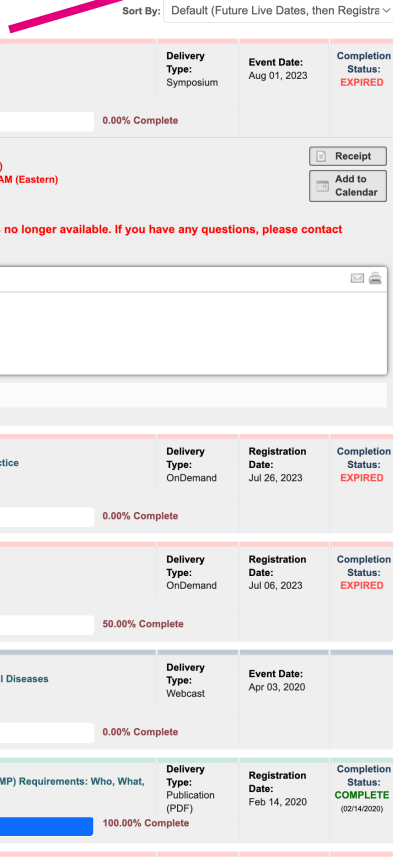 Sort By: Default (Future Live Dates, then Registra
Delivery Type: Symposium
Event Date: Aug 01, 2023
Completion Status: EXPIRED
0.00% Complete
)
AM (Eastern)
Receipt
Add to Calendar
no longer available. If you have any questions, please contact
Delivery Type: OnDemand
Registration Date: Jul 26, 2023
Completion Status: EXPIRED
ctice
0.00% Complete
Delivery Type: OnDemand
Registration Date: Jul 06, 2023
Completion Status: EXPIRED
50.00% Complete
Delivery Type: Webcast
Event Date: Apr 03, 2020
l Diseases
0.00% Complete
MP) Requirements: Who, What,
Delivery Type: Publication (PDF)
Registration Date: Feb 14, 2020
Completion Status: COMPLETE (02/14/2020)
100.00% Complete